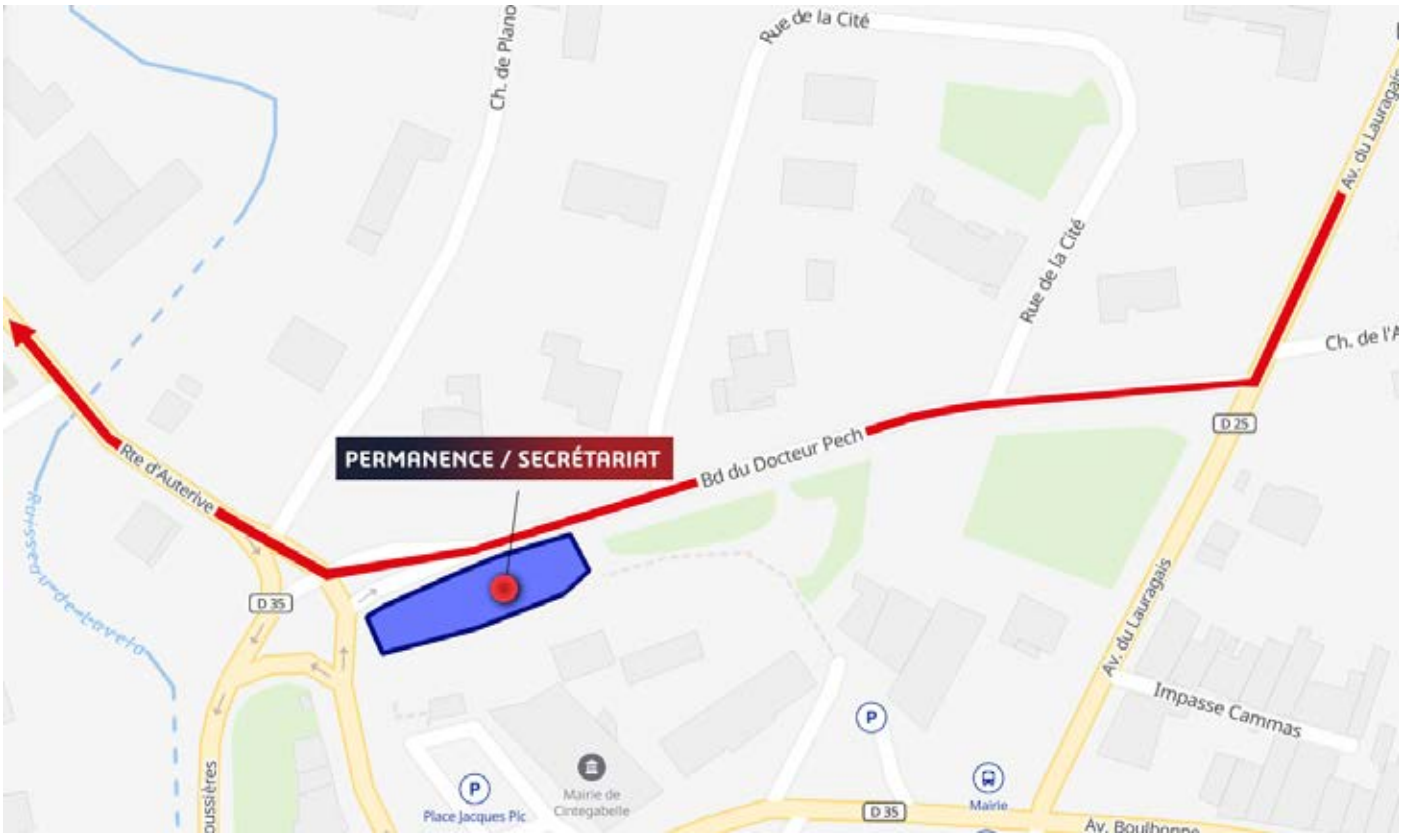 Rue de la Cité
Ch. de Plano
Av. du Lauragais
Rue de la Cité
Ch. de l'A
D 25
PERMANENCE / SECRÉTARIAT
Bd du Docteur Pech
Rte d'Auterive
D 35
Av. du Lauragais
Impasse Cammas
P
P
Place Jacques Pic
Mairie de
Cintegabelle
Mairie
oussières
D 35
Av. Boulbonne